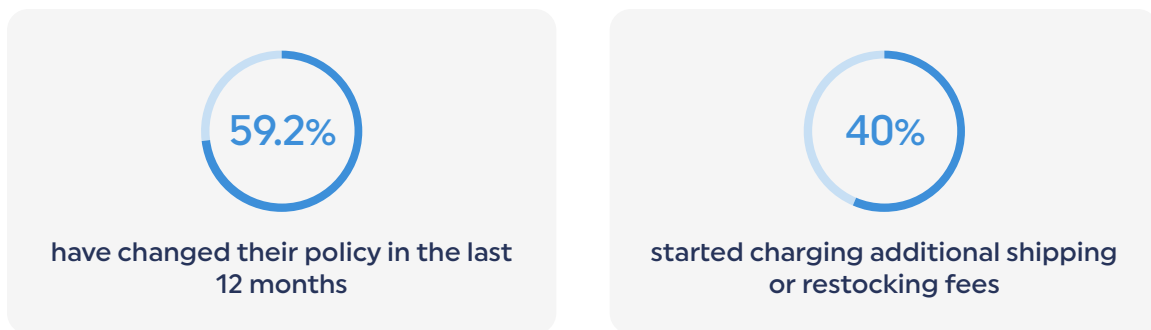 59.2%
have changed their policy in the last
12 months
40%
started charging additional shipping
or restocking fees